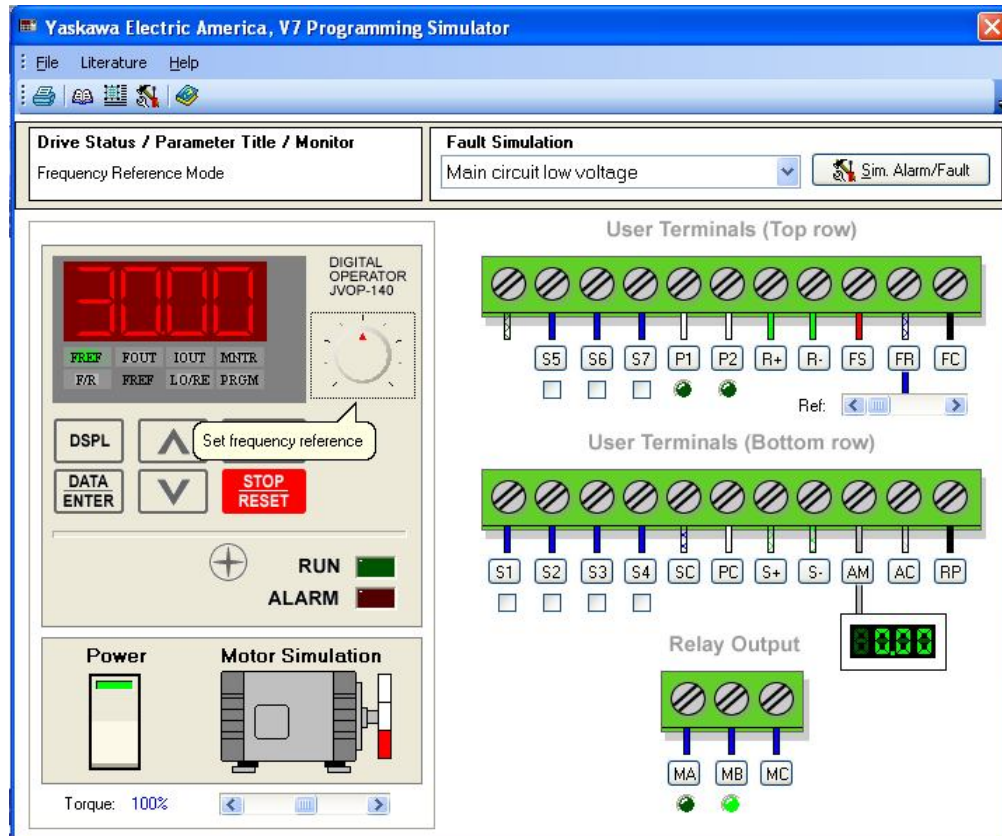 Yaskawa Electric America, V7 Programming Simulator
File Literature Help
Drive Status / Parameter Title / Monitor
Frequency Reference Mode
Fault Simulation
Main circuit low voltage
Sim. Alarm/Fault
DIGITAL
OPERATOR
JVOP-140
30.00
FREF FOUT IOUT MNTR
F/R FREF LO/RE PRGM
DSPL
Set frequency reference
DATA
ENTER
STOP
RESET
RUN
ALARM
Power
Motor Simulation
Torque: 100%
User Terminals (Top row)
S5 S6 S7 P1 P2 R+ R- FS FR FC
Ref:
User Terminals (Bottom row)
S1 S2 S3 S4 SC PC S+ S- AM AC RP
0.00
Relay Output
MA MB MC